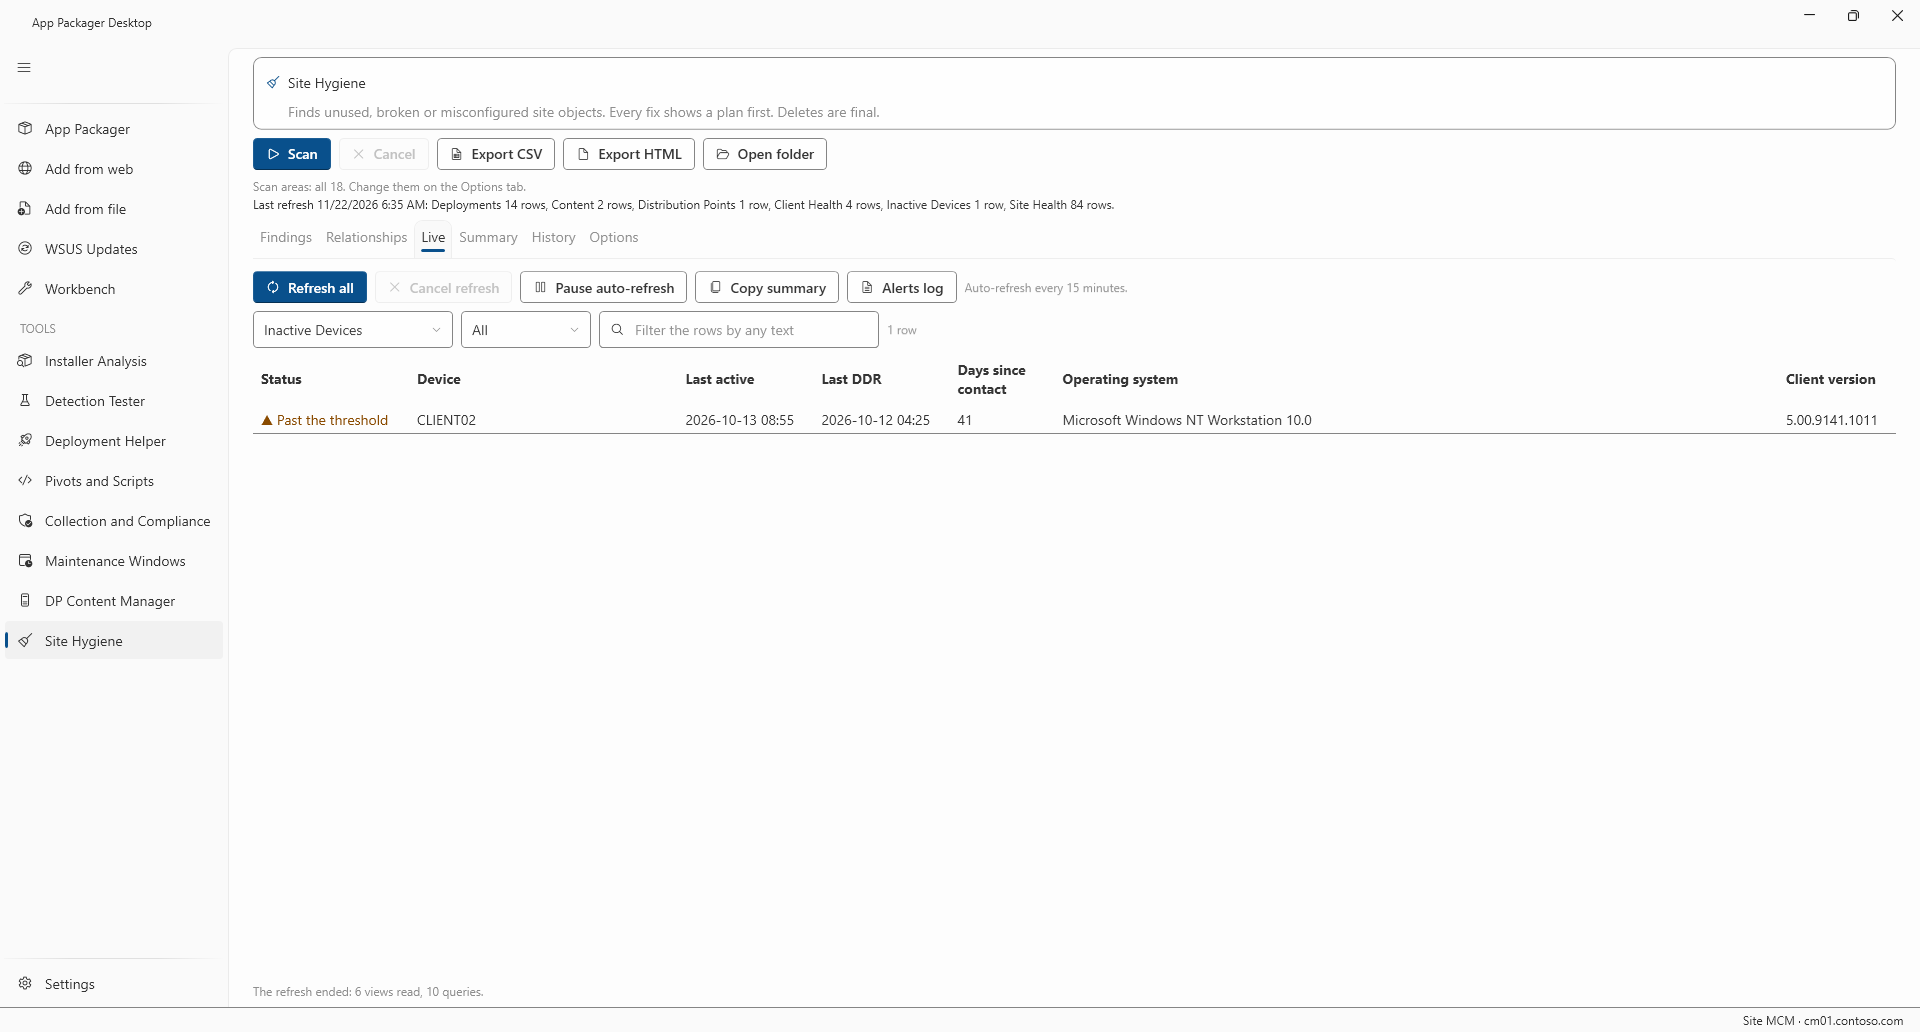 App Packager Desktop
App Packager
Add from web
Add from file
WSUS Updates
Workbench
TOOLS
Installer Analysis
Detection Tester
Deployment Helper
Pivots and Scripts
Collection and Compliance
Maintenance Windows
DP Content Manager
Site Hygiene
Settings
Site Hygiene
Finds unused, broken or misconfigured site objects. Every fix shows a plan first. Deletes are final.
Scan Cancel Export CSV Export HTML Open folder
Scan areas: all 18. Change them on the Options tab.
Last refresh 11/22/2026 6:35 AM: Deployments 14 rows, Content 2 rows, Distribution Points 1 row, Client Health 4 rows, Inactive Devices 1 row, Site Health 84 rows.
Findings Relationships Live Summary History Options
Refresh all Cancel refresh Pause auto-refresh Copy summary Alerts log Auto-refresh every 15 minutes.
Inactive Devices All Filter the rows by any text 1 row
Status Device Last active Last DDR Days since contact Operating system Client version
Past the threshold CLIENT02 2026-10-13 08:55 2026-10-12 04:25 41 Microsoft Windows NT Workstation 10.0 5.00.9141.1011
The refresh ended: 6 views read, 10 queries.
Site MCM · cm01.contoso.com